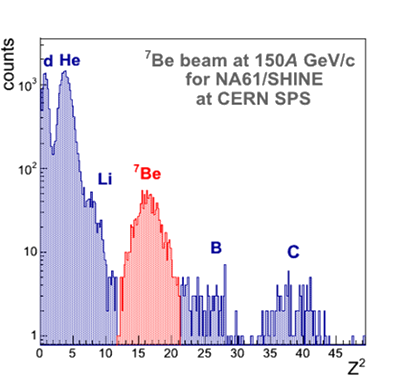 ⁷Be beam at 150A GeV/c
for NA61/SHINE
at CERN SPS
counts
10³
10²
10
1
d He
Li
⁷Be
B
C
0 5 10 15 20 25 30 35 40 45
Z²